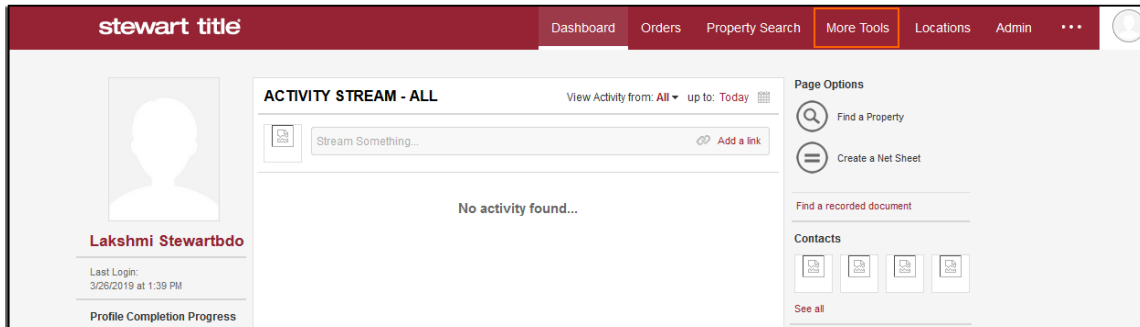 stewart title
Dashboard Orders Property Search More Tools Locations Admin ...
ACTIVITY STREAM - ALL
View Activity from: All up to: Today
Stream Something...
Add a link
No activity found...
Lakshmi Stewartbdo
Last Login:
3/26/2019 at 1:39 PM
Profile Completion Progress
Page Options
Find a Property
Create a Net Sheet
Find a recorded document
Contacts
See all